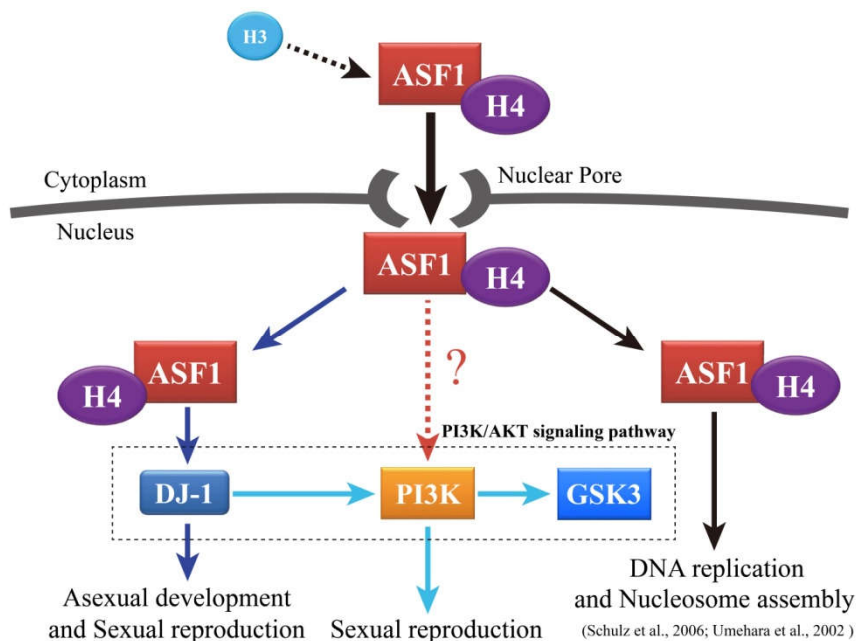 H3
ASF1
H4
Cytoplasm
Nuclear Pore
Nucleus
ASF1
H4
ASF1
H4
?
ASF1
H4
PI3K/AKT signaling pathway
DJ-1
PI3K
GSK3
Asexual development
and Sexual reproduction
Sexual reproduction
DNA replication
and Nucleosome assembly
(Schulz et al., 2006; Umehara et al., 2002 )